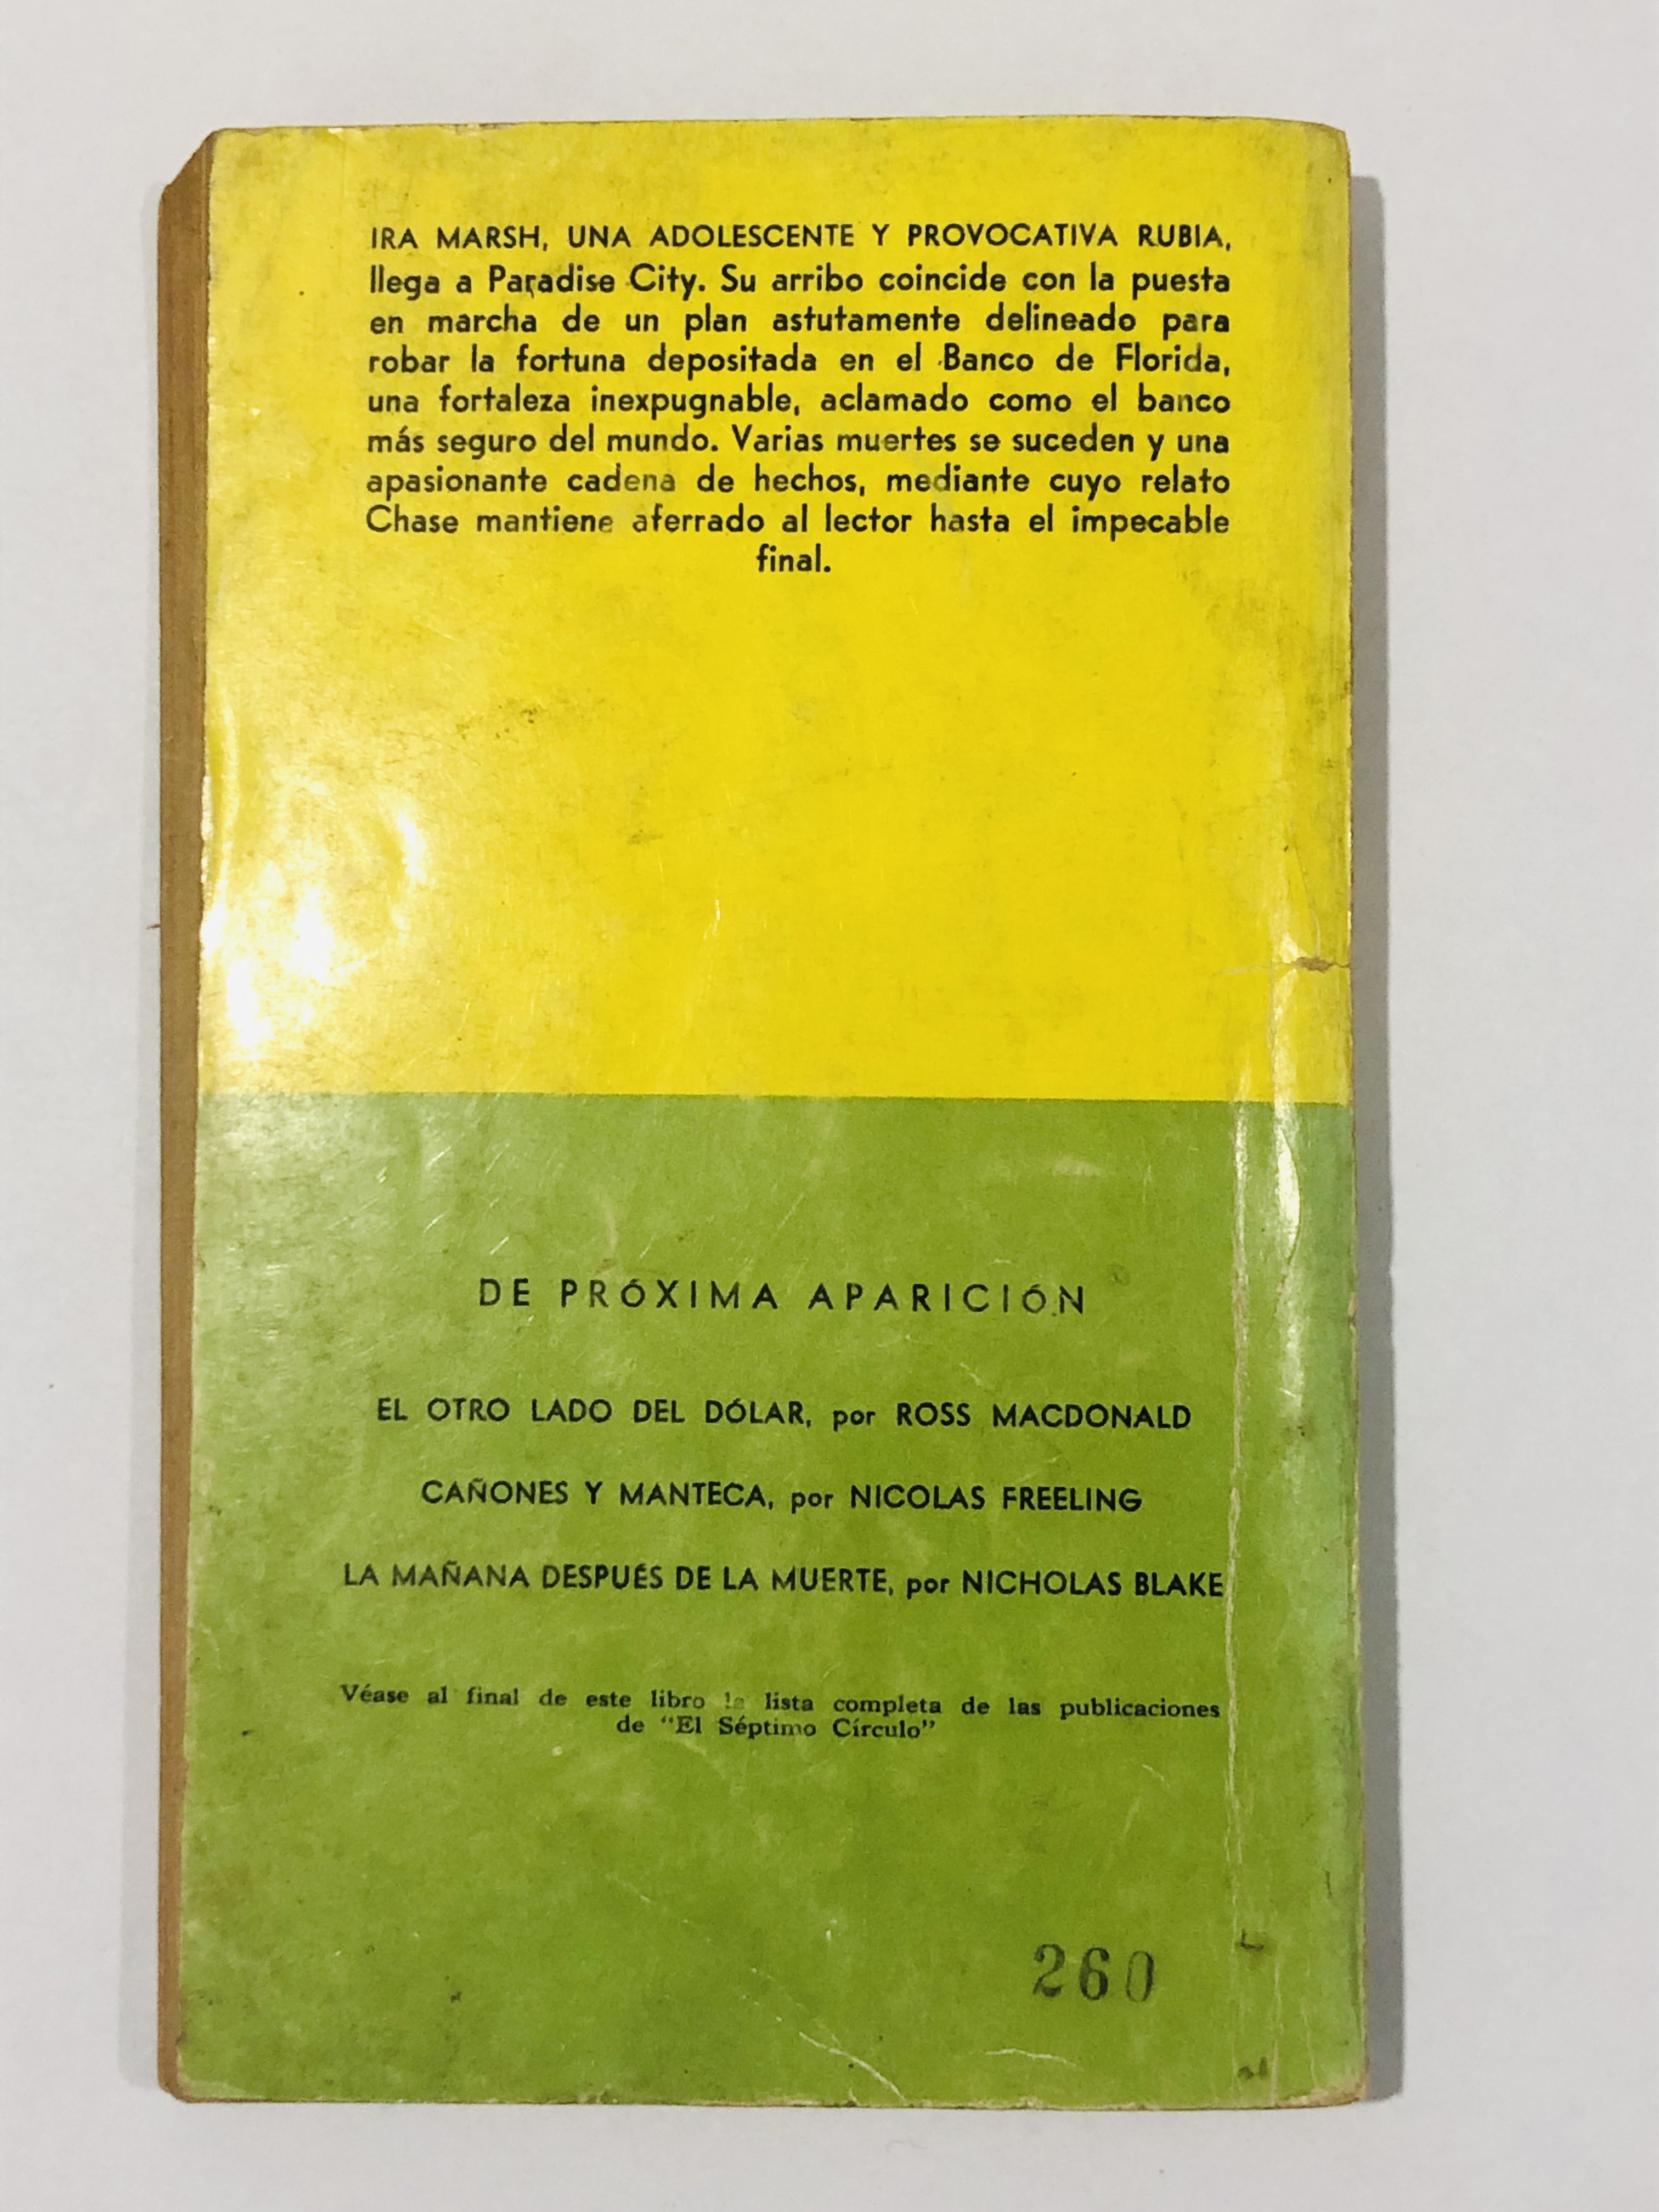 IRA MARSH, UNA ADOLESCENTE Y PROVOCATIVA RUBIA,
llega a Paradise City. Su arribo coincide con la puesta
en marcha de un plan astutamente delineado para
robar la fortuna depositada en el Banco de Florida,
una fortaleza inexpugnable, aclamado como el banco
más seguro del mundo. Varias muertes se suceden y una
apasionante cadena de hechos, mediante cuyo relato
Chase mantiene aferrado al lector hasta el impecable
final.
DE PRÓXIMA APARICIÓN
EL OTRO LADO DEL DÓLAR, por ROSS MACDONALD
CAÑONES Y MANTECA, por NICOLAS FREELING
LA MAÑANA DESPUÉS DE LA MUERTE, por NICHOLAS BLAKE
Véase al final de este libro la lista completa de las publicaciones
de "El Séptimo Círculo"
260